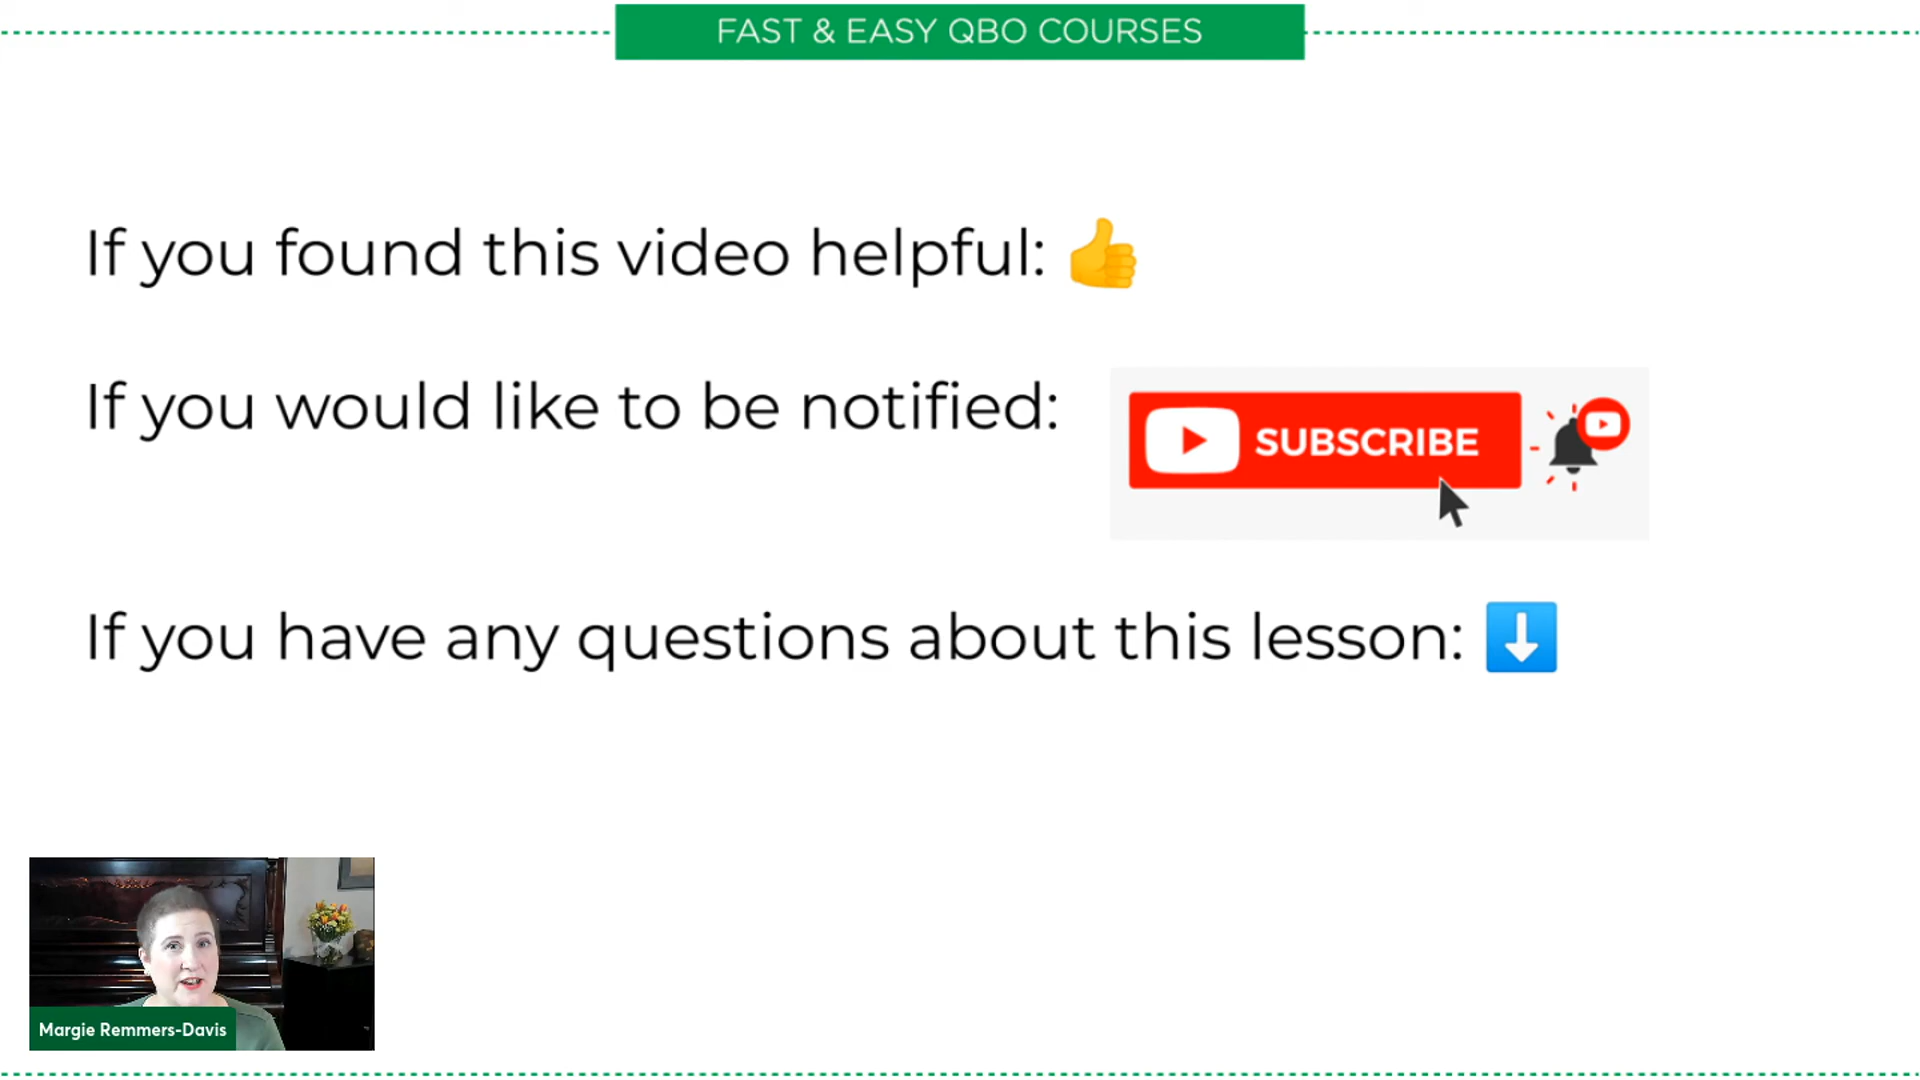 FAST & EASY QBO COURSES
If you found this video helpful: 👍
If you would like to be notified:
SUBSCRIBE
If you have any questions about this lesson: ⬇️
Margie Remmers-Davis